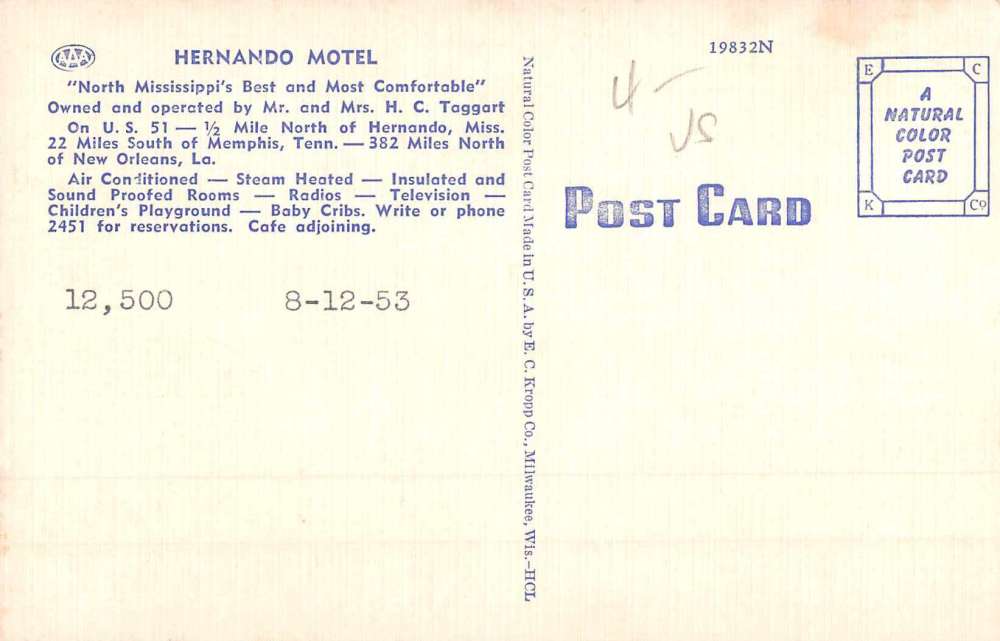 AAA
HERNANDO MOTEL
"North Mississippi's Best and Most Comfortable"
Owned and operated by Mr. and Mrs. H. C. Taggart
On U. S. 51 — ½ Mile North of Hernando, Miss.
22 Miles South of Memphis, Tenn. — 382 Miles North
of New Orleans, La.
Air Conditioned — Steam Heated — Insulated and
Sound Proofed Rooms — Radios — Television —
Children's Playground — Baby Cribs. Write or phone
2451 for reservations. Cafe adjoining.
12,500 8-12-53
Natural Color Post Card Made in U. S. A. by E. C. Kropp Co., Milwaukee, Wis.-HCL
19832N
4-
JS
POST CARD
E C
A
NATURAL
COLOR
POST
CARD
K Co